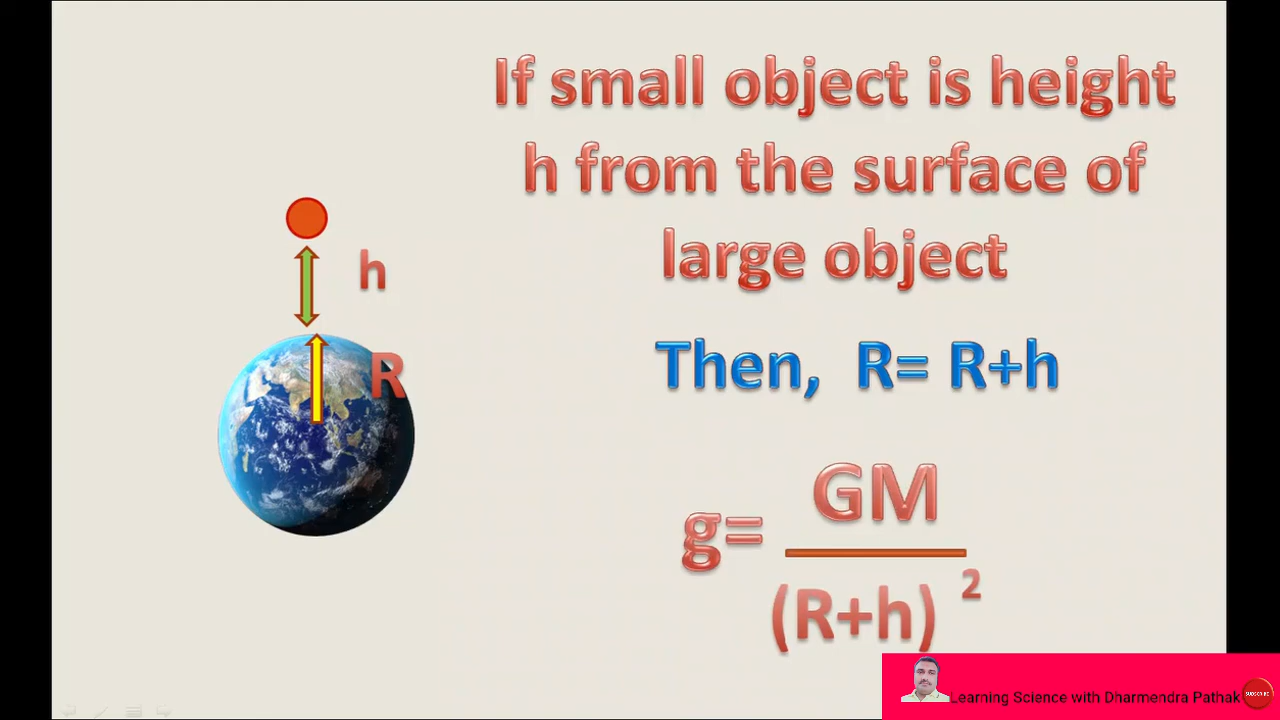 If small object is height
h from the surface of
large object
h
R
Then, R= R+h
g= GM
(R+h) 2
Learning Science with Dharmendra Pathak
SUBSCRIBE